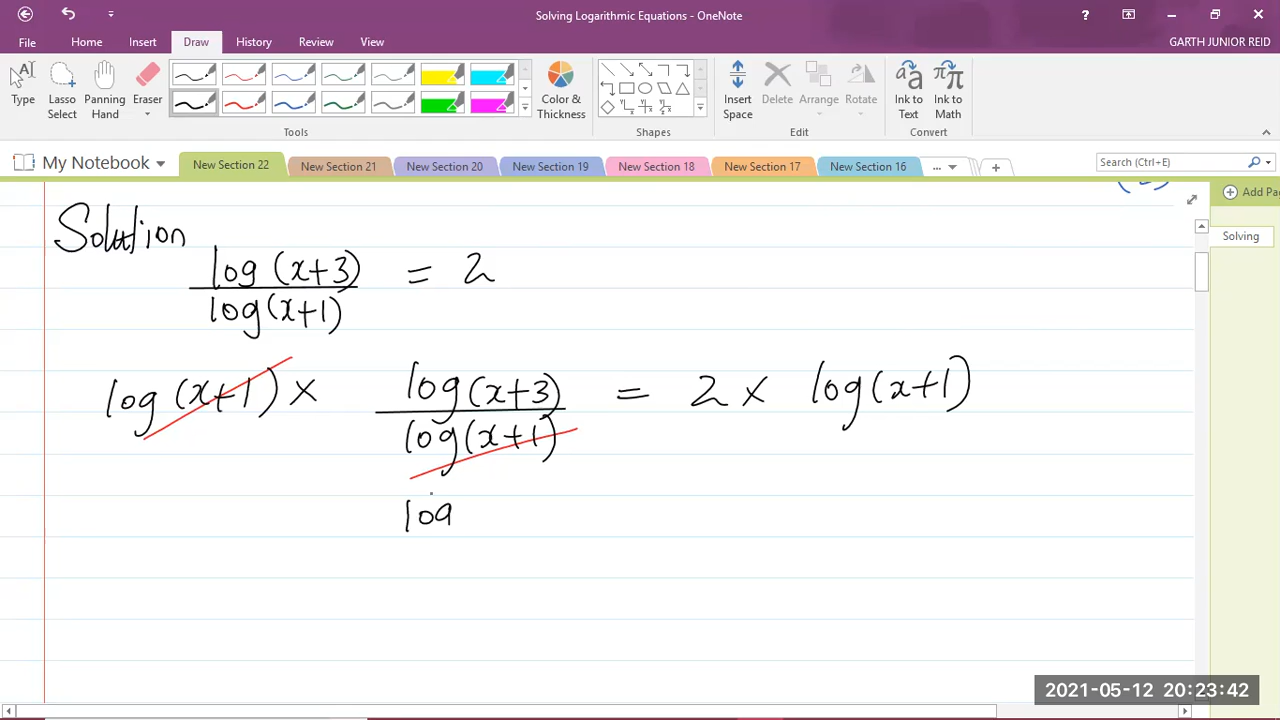 Solving Logarithmic Equations - OneNote
File Home Insert Draw History Review View GARTH JUNIOR REID
Type Lasso Select Panning Hand Eraser Color & Thickness Insert Space Delete Arrange Rotate Ink to Text Ink to Math
Tools Shapes Edit Convert
My Notebook New Section 22 New Section 21 New Section 20 New Section 19 New Section 18 New Section 17 New Section 16 ... Search (Ctrl+E)
Add Pa
Solving
Solution
log(x+3) = 2
log(x+1)
log(x+1) × log(x+3) = 2 × log(x+1)
log(x+1)
log
2021-05-12 20:23:42